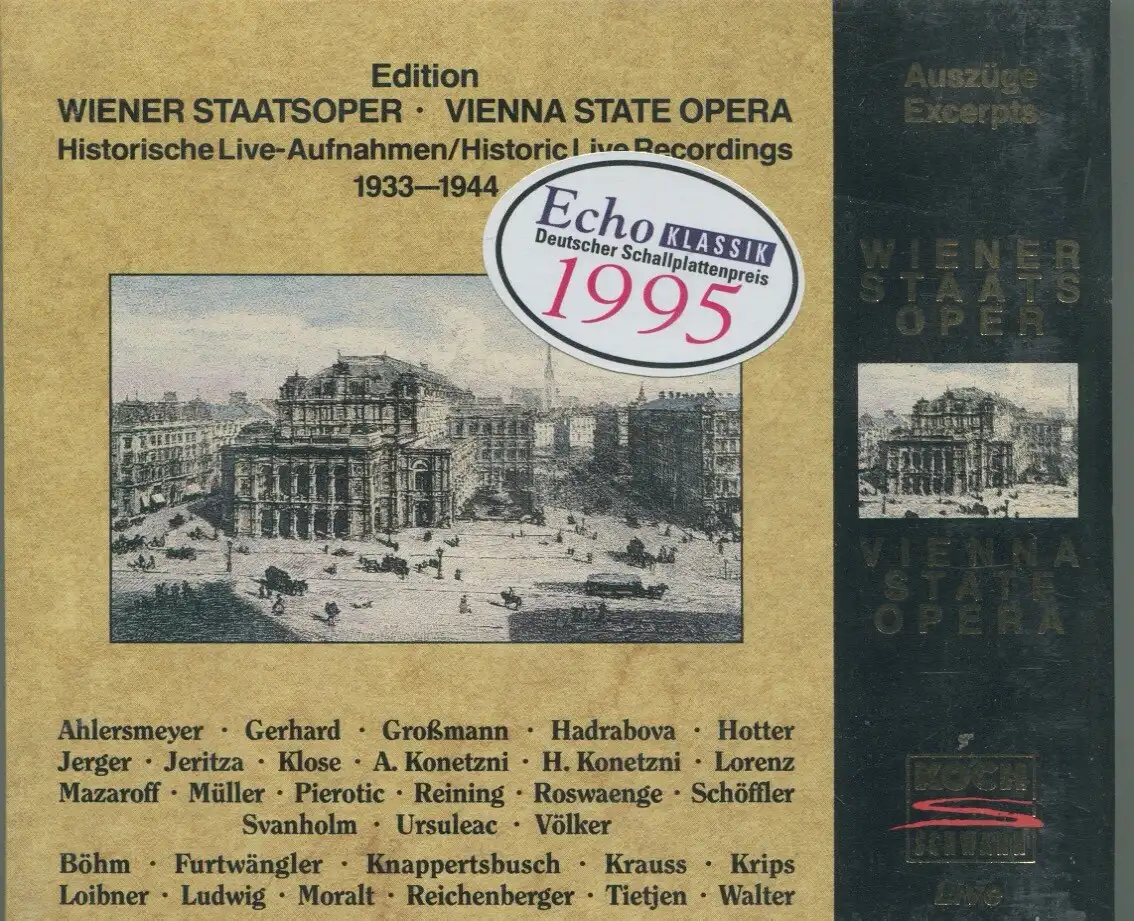 Edition
WIENER STAATSOPER · VIENNA STATE OPERA
Historische Live-Aufnahmen/Historic Live Recordings
1933—1944
Echo KLASSIK
Deutscher Schallplattenpreis
1995
Ahlersmeyer · Gerhard · Großmann · Hadrabova · Hotter
Jerger · Jeritza · Klose · A. Konetzni · H. Konetzni · Lorenz
Mazaroff · Müller · Pierotic · Reining · Roswaenge · Schöffler
Svanholm · Ursuleac · Völker
Böhm · Furtwängler · Knappertsbusch · Krauss · Krips
Loibner · Ludwig · Moralt · Reichenberger · Tietjen · Walter
Auszüge
Excerpts
WIENER
STAATS
OPER
VIENNA
STATE
OPERA
KOCH
SCHWANN
Live